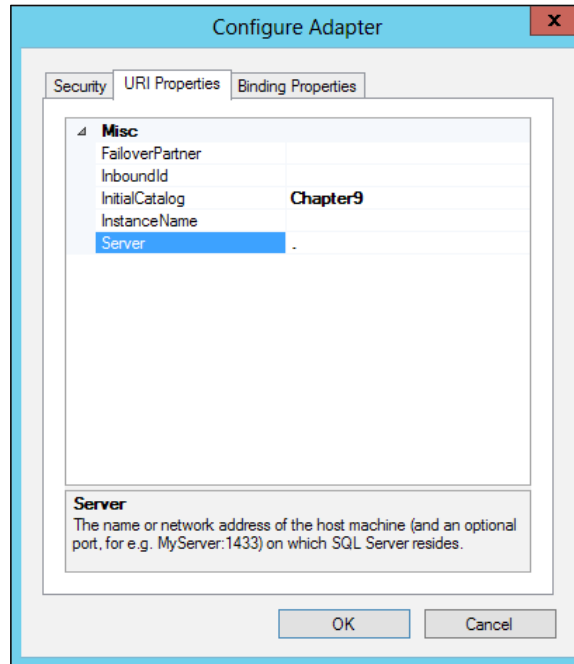 Configure Adapter
x
Security URI Properties Binding Properties
Misc
FailoverPartner
InboundId
InitialCatalog Chapter9
InstanceName
Server .
Server
The name or network address of the host machine (and an optional
port, for e.g. MyServer:1433) on which SQL Server resides.
OK Cancel